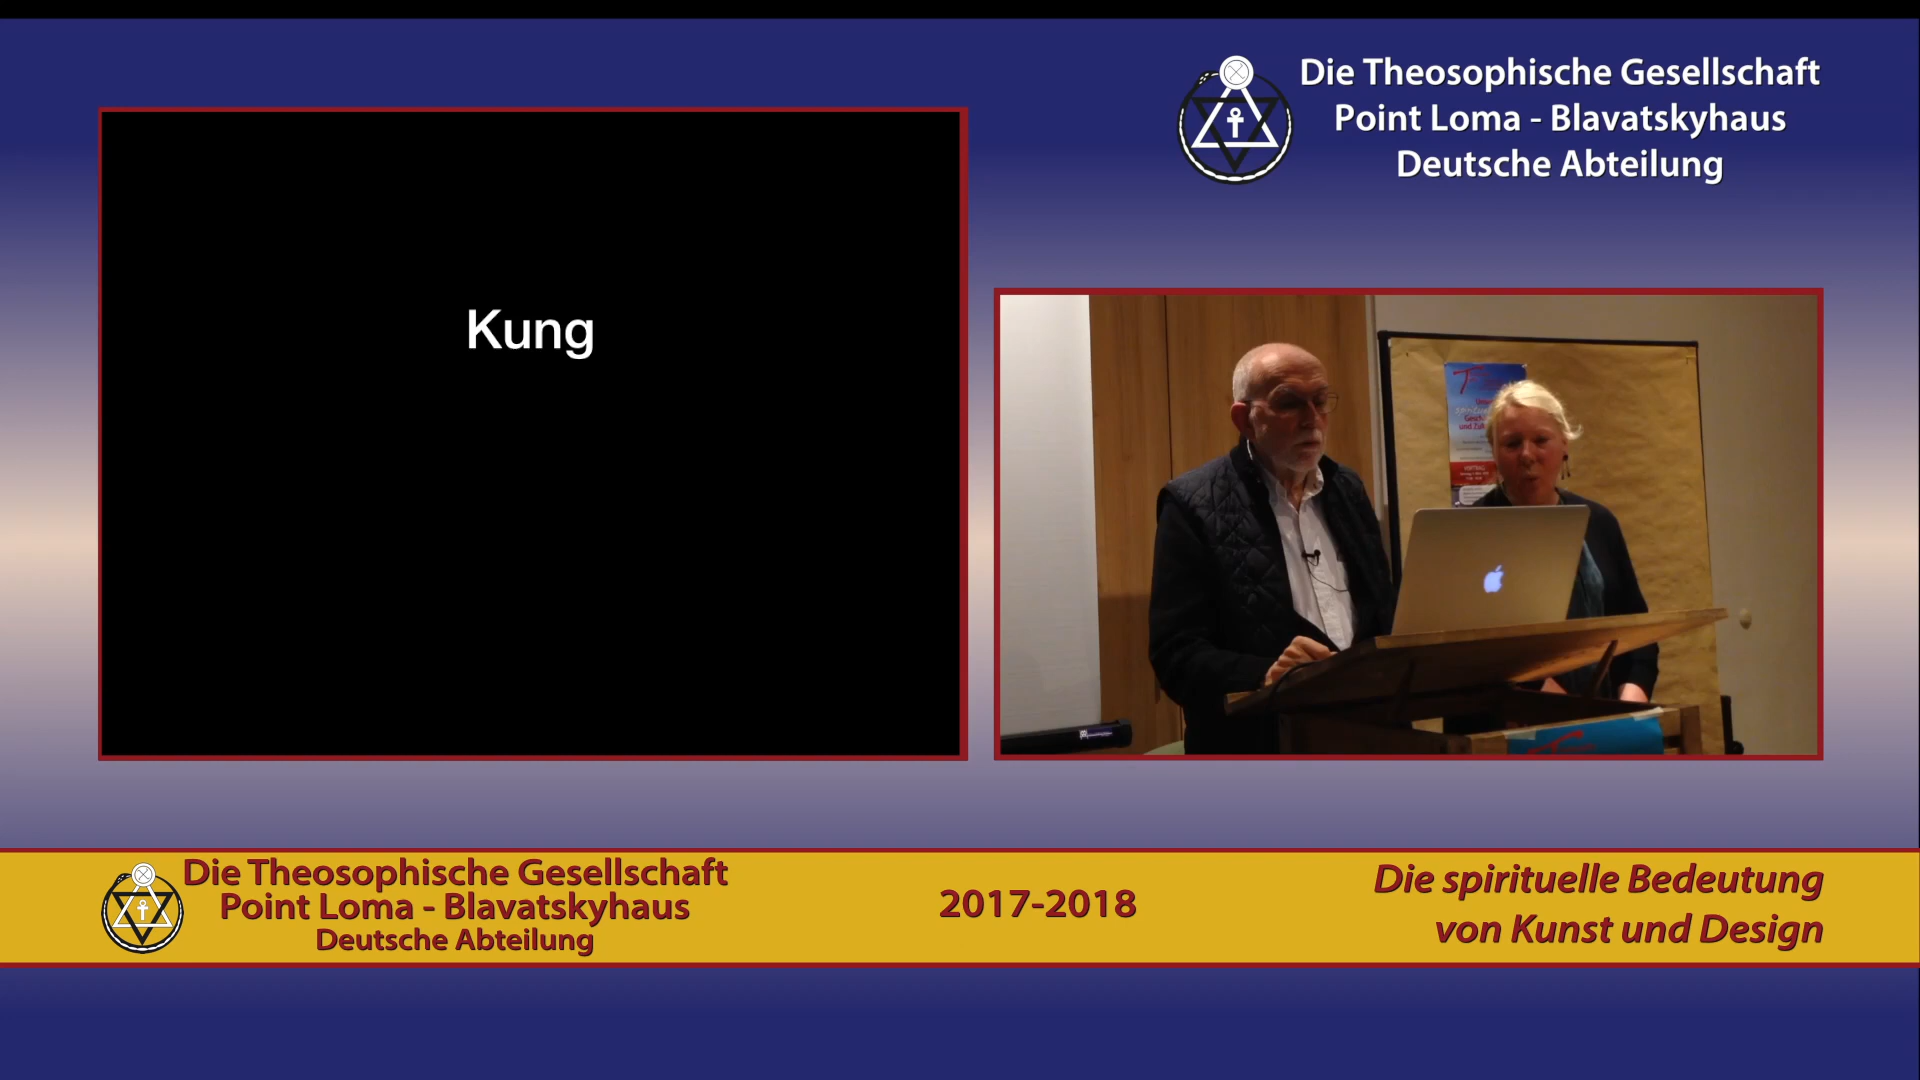 Die Theosophische Gesellschaft
Point Loma - Blavatskyhaus
Deutsche Abteilung
Kung
VORTRAG
Die Theosophische Gesellschaft
Point Loma - Blavatskyhaus
Deutsche Abteilung
2017-2018
Die spirituelle Bedeutung
von Kunst und Design